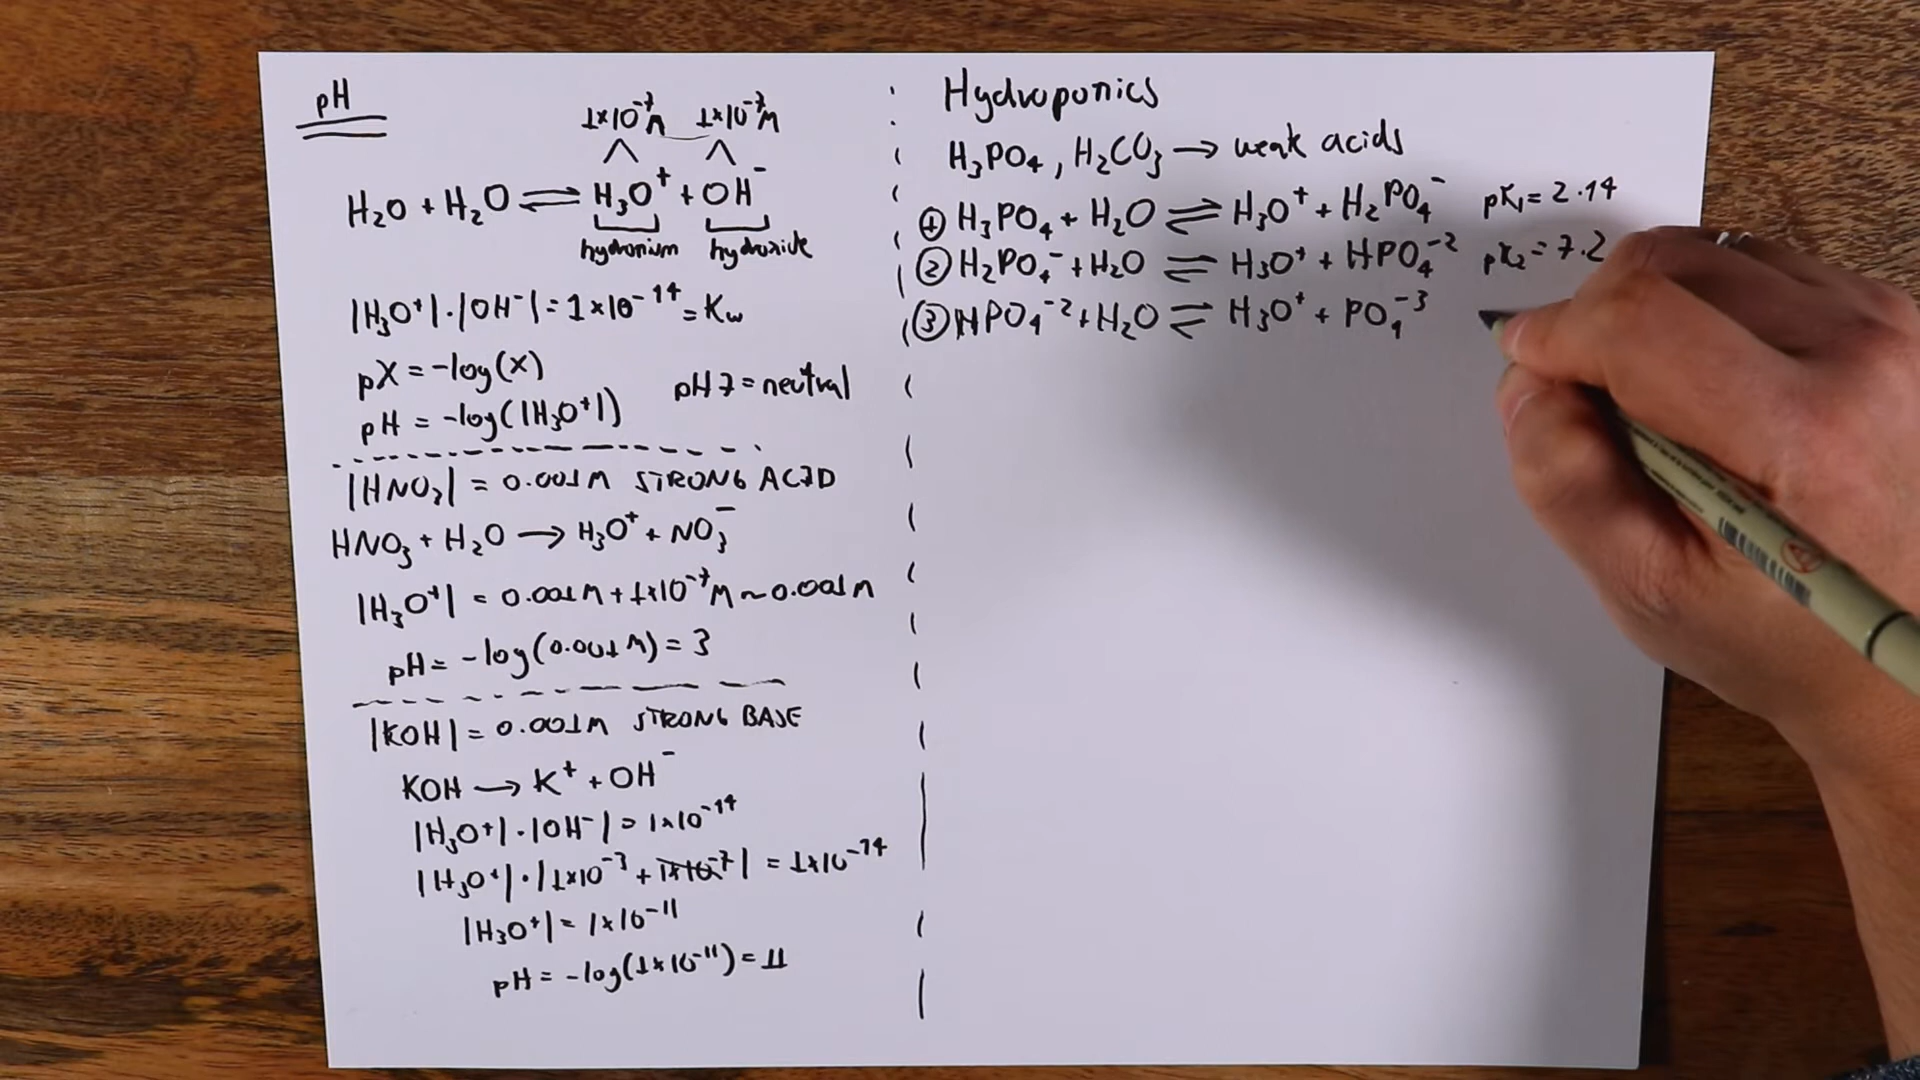 pH
1×10⁻⁷M 1×10⁻⁷M
H₂O + H₂O ⇌ H₃O⁺ + OH⁻
hydronium hydroxide
|H₃O⁺|·|OH⁻| = 1×10⁻¹⁴ = Kw
pX = -log(x)
pH 7 = neutral
pH = -log(|H₃O⁺|)
|HNO₃| = 0.001M STRONG ACID
HNO₃ + H₂O → H₃O⁺ + NO₃⁻
|H₃O⁺| = 0.001M + 1×10⁻⁷M ~ 0.001M
pH = -log(0.001M) = 3
|KOH| = 0.001M STRONG BASE
KOH → K⁺ + OH⁻
|H₃O⁺|·|OH⁻| = 1×10⁻¹⁴
|H₃O⁺|·|1×10⁻³ + 1×10⁻⁷| = 1×10⁻¹⁴
|H₃O⁺| = 1×10⁻¹¹
pH = -log(1×10⁻¹¹) = 11
Hydroponics
H₃PO₄, H₂CO₃ → weak acids
① H₃PO₄ + H₂O ⇌ H₃O⁺ + H₂PO₄⁻ pK₁ = 2.14
② H₂PO₄⁻ + H₂O ⇌ H₃O⁺ + HPO₄⁻² pK₂ = 7.2
③ HPO₄⁻² + H₂O ⇌ H₃O⁺ + PO₄⁻³